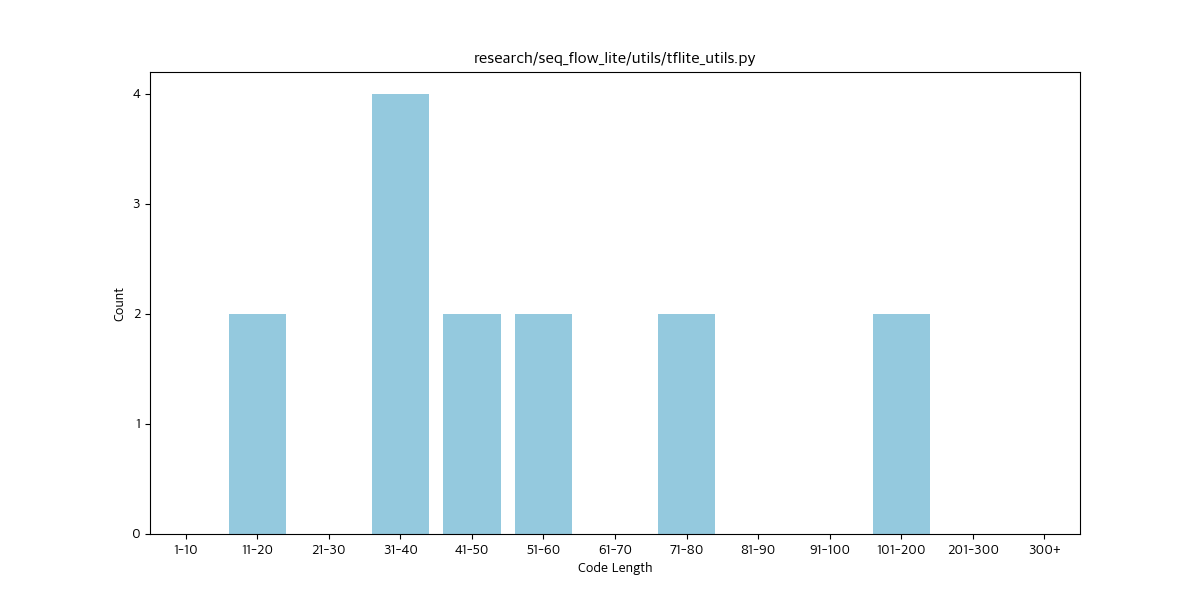 research/seq_flow_lite/utils/tflite_utils.py
4
3
2
1
0
Count
1-10 11-20 21-30 31-40 41-50 51-60 61-70 71-80 81-90 91-100 101-200 201-300 300+
Code Length